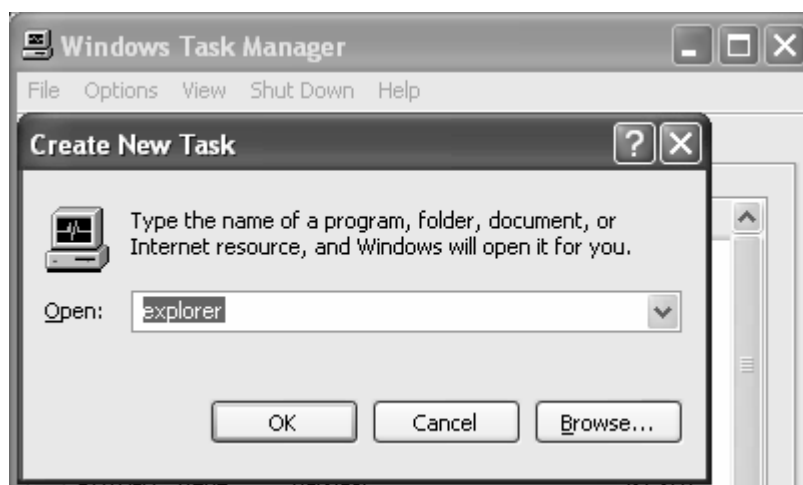 Windows Task Manager
File Options View Shut Down Help
Create New Task
Type the name of a program, folder, document, or
Internet resource, and Windows will open it for you.
Open: explorer
OK Cancel Browse...